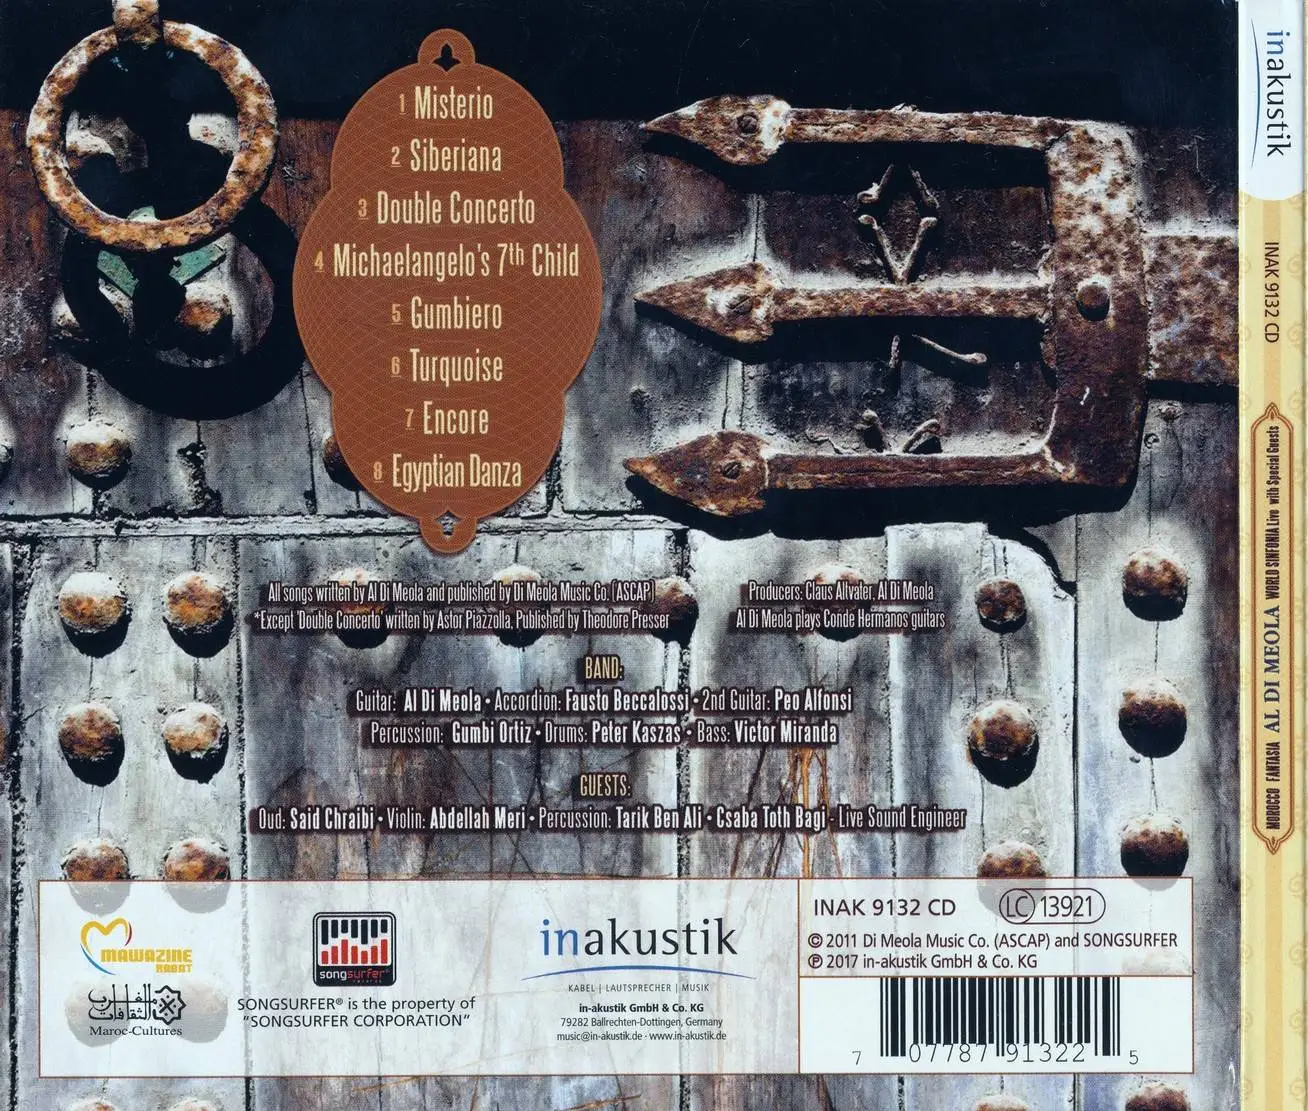 1 Misterio
2 Siberiana
3 Double Concerto
4 Michaelangelo's 7th Child
5 Gumbiero
6 Turquoise
7 Encore
8 Egyptian Danza
All songs written by Al Di Meola and published by Di Meola Music Co. (ASCAP)
*Except 'Double Concerto' written by Astor Piazzolla, Published by Theodore Presser
Producers: Claus Altvater, Al Di Meola
Al Di Meola plays Conde Hermanos guitars
BAND:
Guitar: Al Di Meola • Accordion: Fausto Beccalossi • 2nd Guitar: Peo Alfonsi
Percussion: Gumbi Ortiz • Drums: Peter Kaszas • Bass: Victor Miranda
GUESTS:
Oud: Said Chraibi • Violin: Abdellah Meri • Percussion: Tarik Ben Ali • Csaba Toth Bagi - Live Sound Engineer
MAWAZINE
RABAT
المغرب
الثقافات
Maroc-Cultures
songsurfer
records
SONGSURFER® is the property of
"SONGSURFER CORPORATION"
inakustik
KABEL | LAUTSPRECHER | MUSIK
in-akustik GmbH & Co. KG
79282 Ballrechten-Dottingen, Germany
music@in-akustik.de · www.in-akustik.de
INAK 9132 CD LC 13921
© 2011 Di Meola Music Co. (ASCAP) and SONGSURFER
℗ 2017 in-akustik GmbH & Co. KG
7 07787 91322 5
inakustik
INAK 9132 CD
MOROCCO FANTASIA AL DI MEOLA WORLD SINFONIA Live with Special Guests